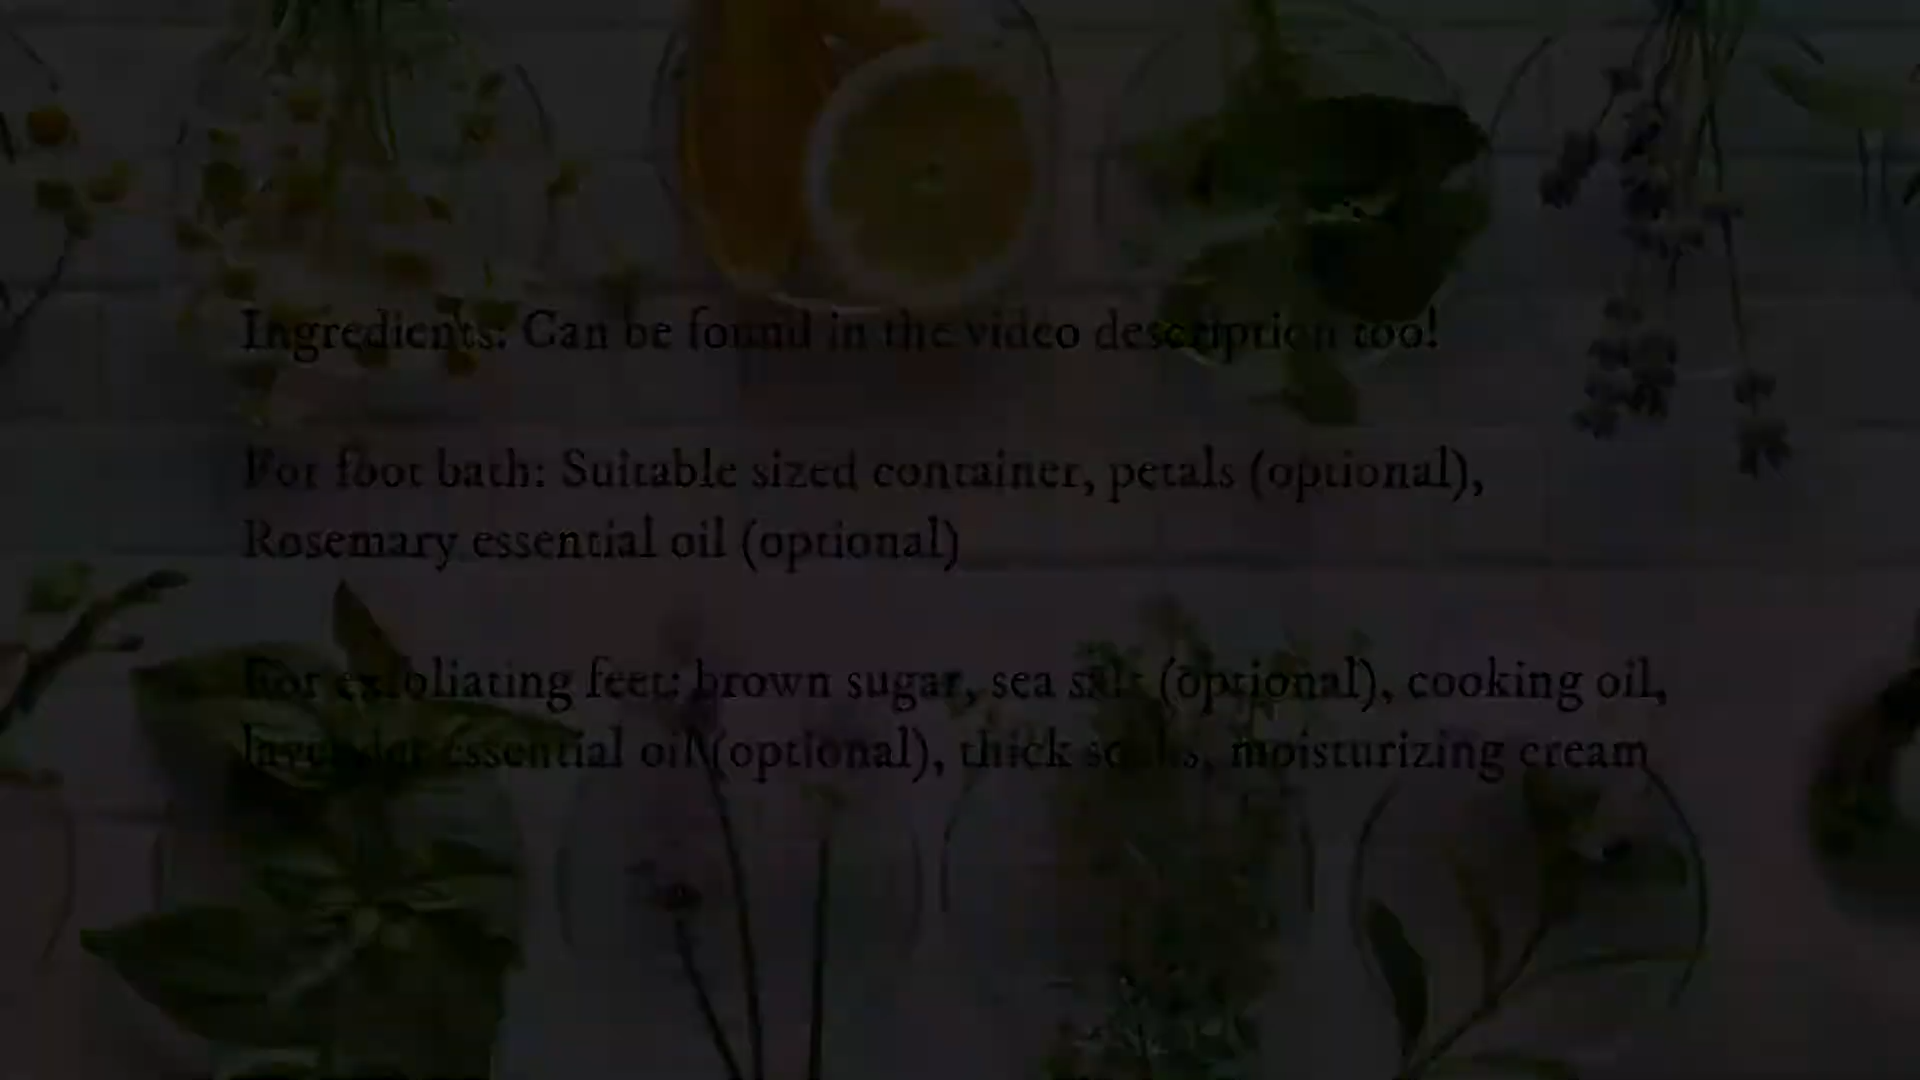 Ingredients: Can be found in the video description too!
For foot bath: Suitable sized container, petals (optional),
Rosemary essential oil (optional)
For exfoliating feet: brown sugar, sea salt (optional), cooking oil,
lavender essential oil (optional), thick socks, moisturizing cream